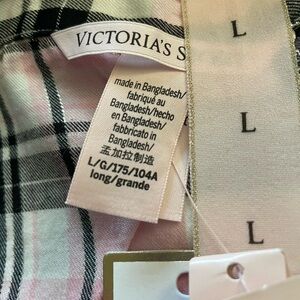 VICTORIA'S S
made in Bangladesh/
fabriqué au
Bangladesh/hecho
en Bangladesh/
fabbricato in
Bangladesh/
孟加拉制造
L/G/175/104A
long/grande
L
L
L